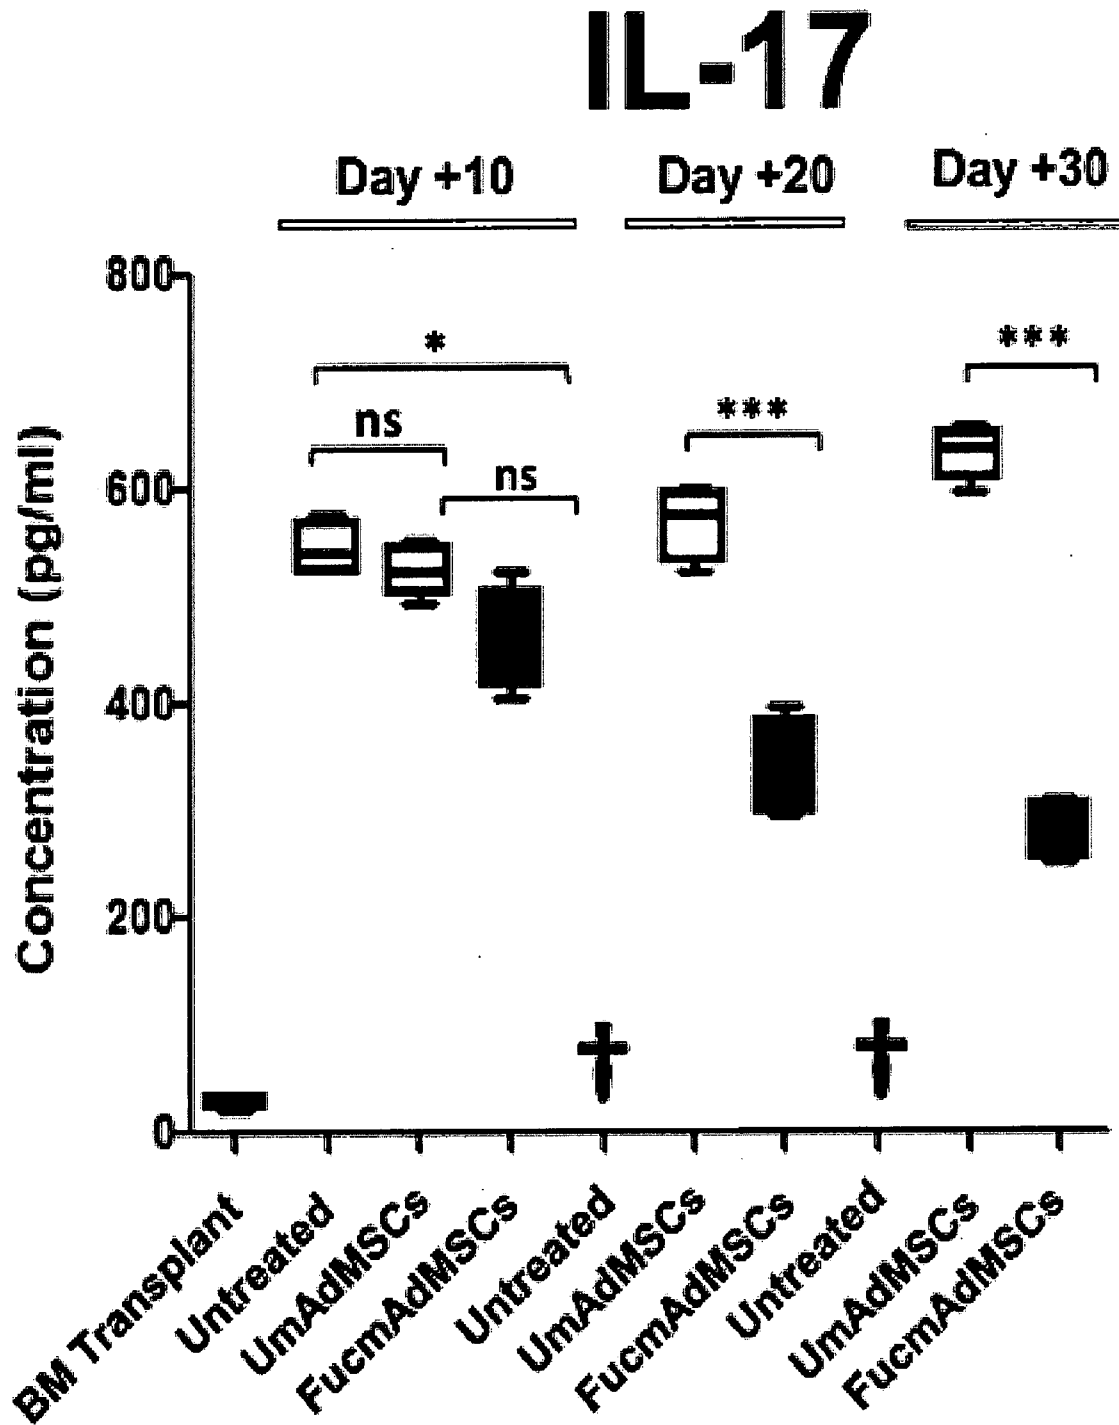 IL-17
Day +10
Day +20
Day +30
Concentration (pg/ml)
800
600
400
200
0
*
ns
ns
***
***
BM Transplant
Untreated
UmAdMSCs
FucmAdMSCs
Untreated
UmAdMSCs
FucmAdMSCs
Untreated
UmAdMSCs
FucmAdMSCs